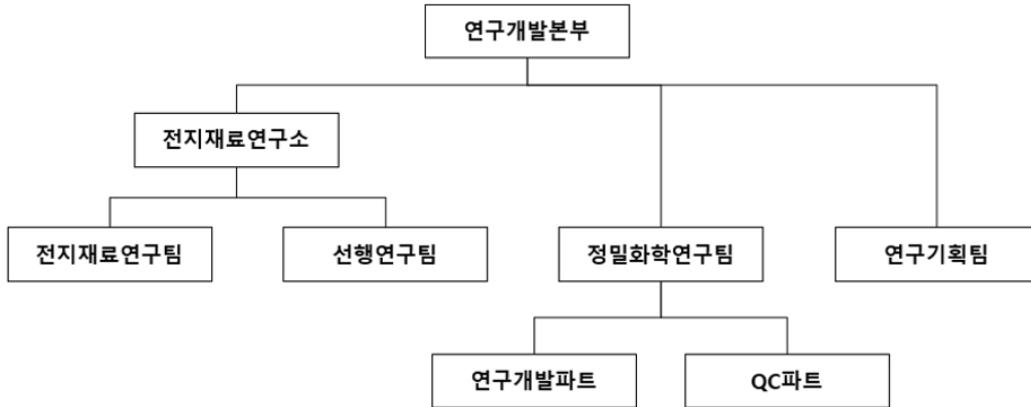 연구개발본부
전지재료연구소
전지재료연구팀
선행연구팀
정밀화학연구팀
연구기획팀
연구개발파트
QC파트